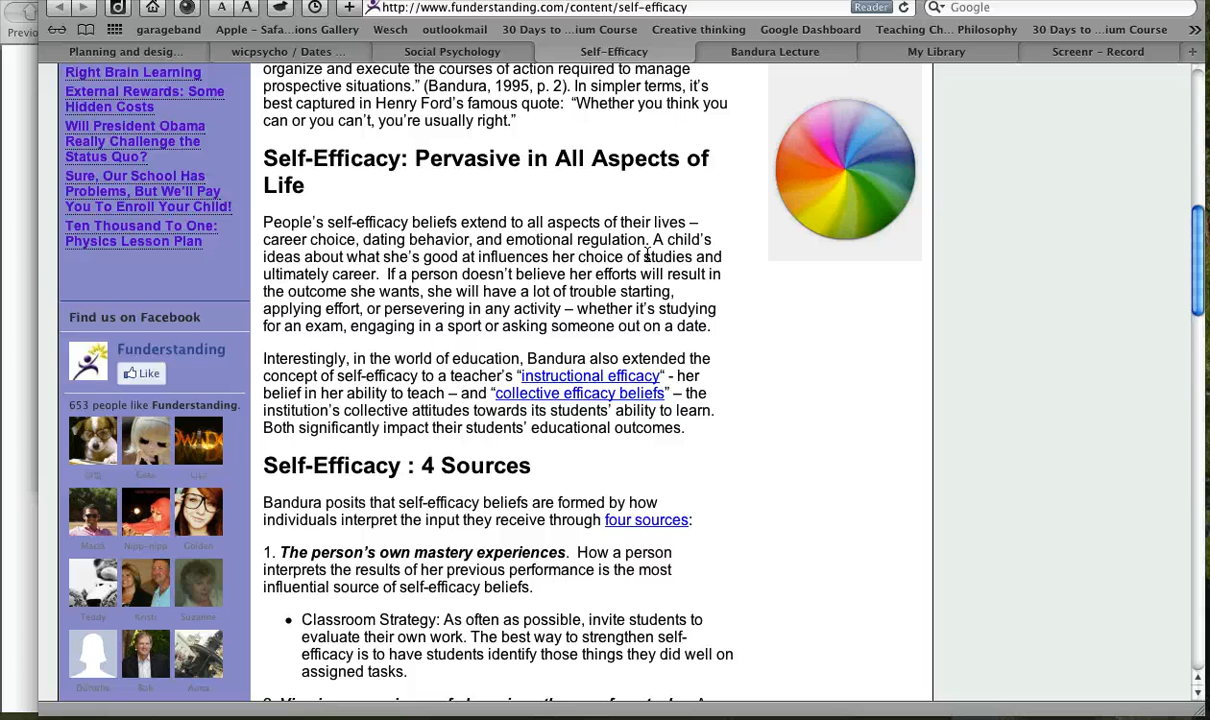 Previo
http://www.funderstanding.com/content/self-efficacy
Reader
Google
A A
garageband
Apple - Safa...ions Gallery
Wesch
outlookmail
30 Days to ...ium Course
Creative thinking
Google Dashboard
Teaching Ch... Philosophy
30 Days to ...ium Course
Planning and desig...
wicpsycho / Dates ...
Social Psychology
Self-Efficacy
Bandura Lecture
My Library
Screenr - Record
Right Brain Learning
External Rewards: Some
Hidden Costs
Will President Obama
Really Challenge the
Status Quo?
Sure, Our School Has
Problems, But We'll Pay
You To Enroll Your Child!
Ten Thousand To One:
Physics Lesson Plan
Find us on Facebook
Funderstanding
Like
653 people like Funderstanding.
Kristi
Suzanne
Teddy
organize and execute the courses of action required to manage
prospective situations.” (Bandura, 1995, p. 2). In simpler terms, it’s
best captured in Henry Ford’s famous quote: “Whether you think you
can or you can’t, you’re usually right.”
Self-Efficacy: Pervasive in All Aspects of
Life
People’s self-efficacy beliefs extend to all aspects of their lives –
career choice, dating behavior, and emotional regulation. A child’s
ideas about what she’s good at influences her choice of studies and
ultimately career. If a person doesn’t believe her efforts will result in
the outcome she wants, she will have a lot of trouble starting,
applying effort, or persevering in any activity – whether it’s studying
for an exam, engaging in a sport or asking someone out on a date.
Interestingly, in the world of education, Bandura also extended the
concept of self-efficacy to a teacher’s “instructional efficacy“ - her
belief in her ability to teach – and “collective efficacy beliefs” – the
institution’s collective attitudes towards its students’ ability to learn.
Both significantly impact their students’ educational outcomes.
Self-Efficacy : 4 Sources
Bandura posits that self-efficacy beliefs are formed by how
individuals interpret the input they receive through four sources:
1. The person’s own mastery experiences. How a person
interprets the results of her previous performance is the most
influential source of self-efficacy beliefs.
• Classroom Strategy: As often as possible, invite students to
evaluate their own work. The best way to strengthen self-
efficacy is to have students identify those things they did well on
assigned tasks.